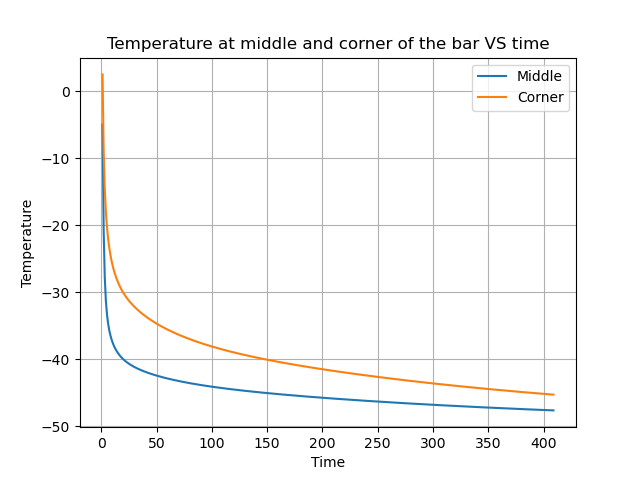 Temperature at middle and corner of the bar VS time
Middle
Corner
Temperature
0
−10
−20
−30
−40
−50
0 50 100 150 200 250 300 350 400
Time